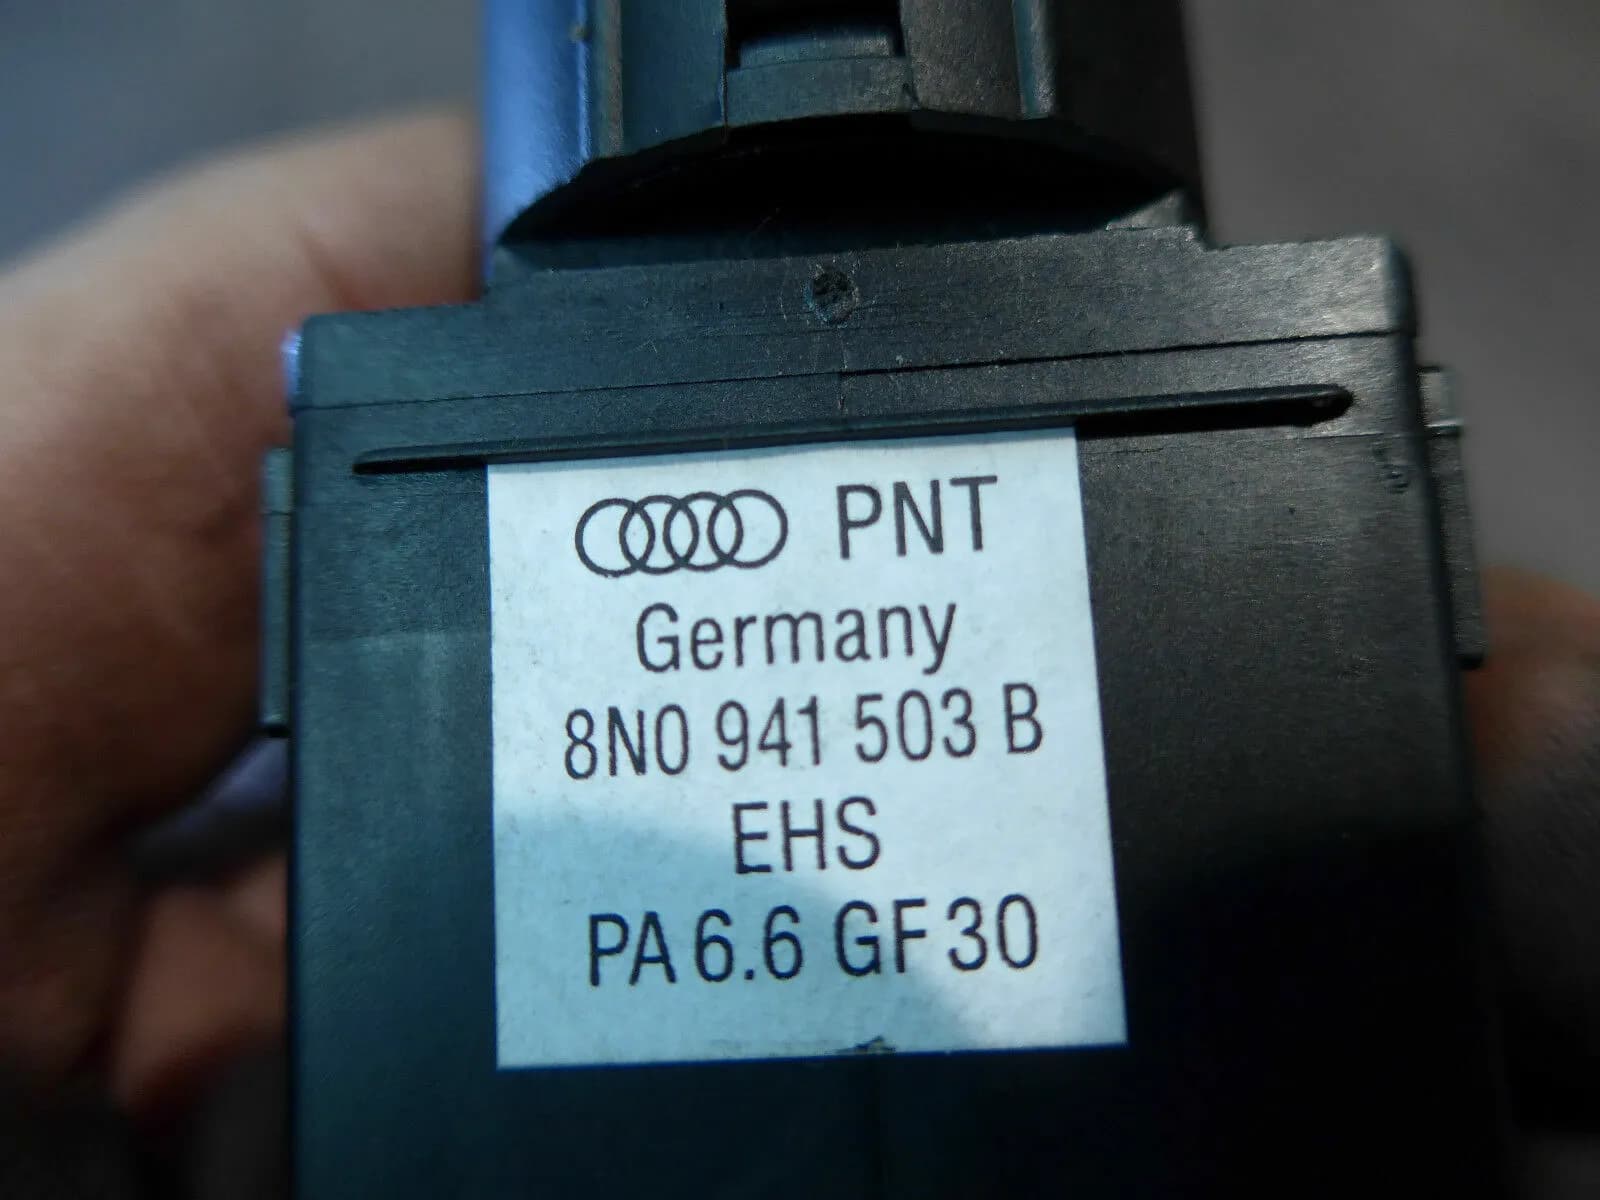 PNT
Germany
8N0 941 503 B
EHS
PA 6.6 GF 30